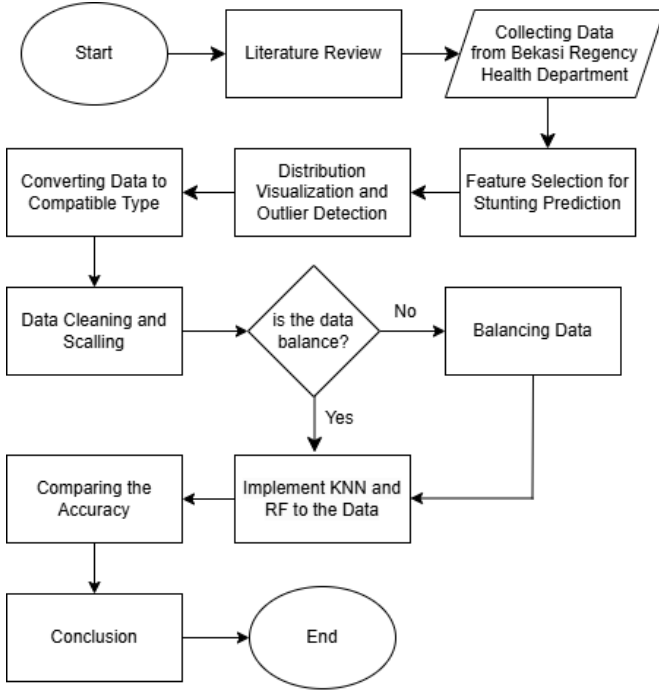 Start
Literature Review
Collecting Data
from Bekasi Regency
Health Department
Feature Selection for
Stunting Prediction
Distribution
Visualization and
Outlier Detection
Converting Data to
Compatible Type
Data Cleaning and
Scalling
is the data
balance?
No
Balancing Data
Yes
Implement KNN and
RF to the Data
Comparing the
Accuracy
Conclusion
End